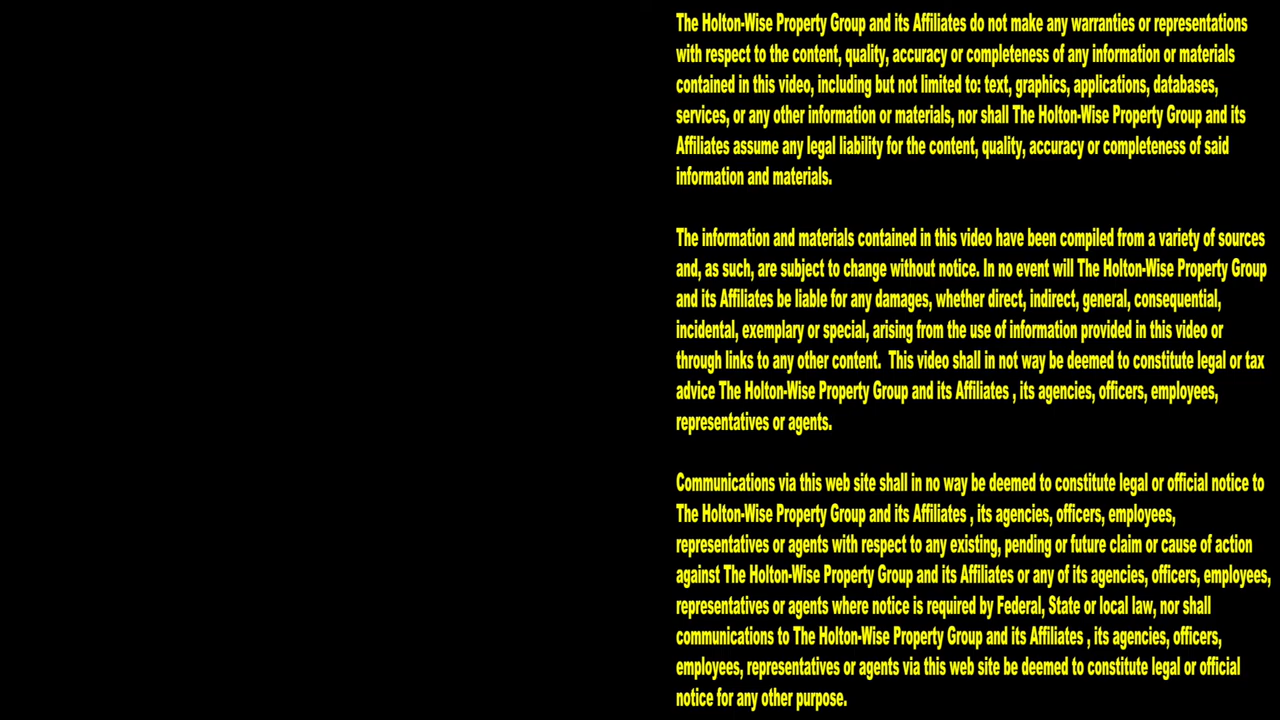 The Holton-Wise Property Group and its Affiliates do not make any warranties or representations
with respect to the content, quality, accuracy or completeness of any information or materials
contained in this video, including but not limited to: text, graphics, applications, databases,
services, or any other information or materials, nor shall The Holton-Wise Property Group and its
Affiliates assume any legal liability for the content, quality, accuracy or completeness of said
information and materials.
The information and materials contained in this video have been compiled from a variety of sources
and, as such, are subject to change without notice. In no event will The Holton-Wise Property Group
and its Affiliates be liable for any damages, whether direct, indirect, general, consequential,
incidental, exemplary or special, arising from the use of information provided in this video or
through links to any other content.  This video shall in not way be deemed to constitute legal or tax
advice The Holton-Wise Property Group and its Affiliates , its agencies, officers, employees,
representatives or agents.
Communications via this web site shall in no way be deemed to constitute legal or official notice to
The Holton-Wise Property Group and its Affiliates , its agencies, officers, employees,
representatives or agents with respect to any existing, pending or future claim or cause of action
against The Holton-Wise Property Group and its Affiliates or any of its agencies, officers, employees,
representatives or agents where notice is required by Federal, State or local law, nor shall
communications to The Holton-Wise Property Group and its Affiliates , its agencies, officers,
employees, representatives or agents via this web site be deemed to constitute legal or official
notice for any other purpose.